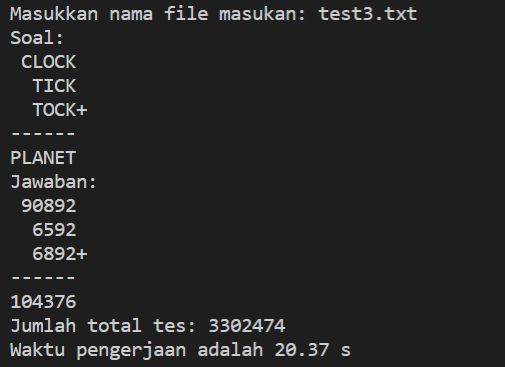 Masukkan nama file masukan: test3.txt
Soal:
 CLOCK
  TICK
  TOCK+
------
PLANET
Jawaban:
 90892
  6592
  6892+
------
104376
Jumlah total tes: 3302474
Waktu pengerjaan adalah 20.37 s